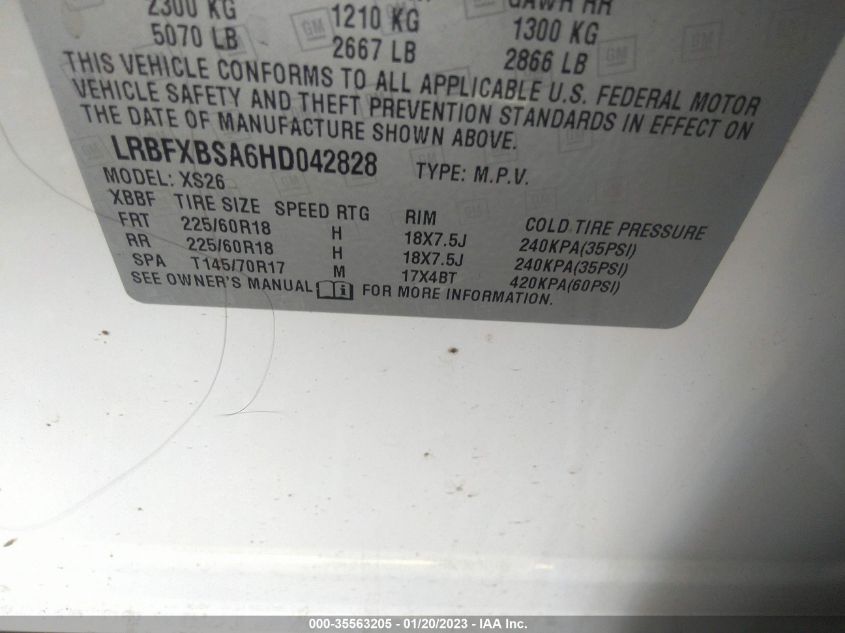 2300 KG 1210 KG 1300 KG
5070 LB 2667 LB 2866 LB
THIS VEHICLE CONFORMS TO ALL APPLICABLE U.S. FEDERAL MOTOR
VEHICLE SAFETY AND THEFT PREVENTION STANDARDS IN EFFECT ON
THE DATE OF MANUFACTURE SHOWN ABOVE.
LRBFXBSA6HD042828 TYPE: M.P.V.
MODEL: XS26
XBBF TIRE SIZE SPEED RTG RIM COLD TIRE PRESSURE
FRT 225/60R18 H 18X7.5J 240KPA(35PSI)
RR 225/60R18 H 18X7.5J 240KPA(35PSI)
SPA T145/70R17 M 17X4BT 420KPA(60PSI)
SEE OWNER'S MANUAL FOR MORE INFORMATION.
000-35563205 - 01/20/2023 - IAA Inc.